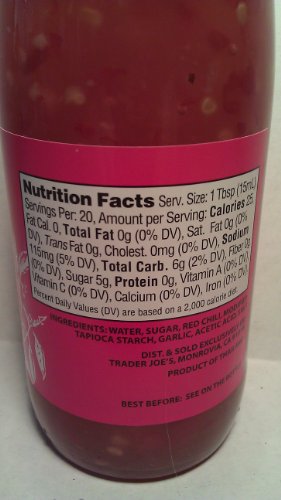 Nutrition Facts Serv. Size: 1 Tbsp (15mL)
Servings Per: 20, Amount per Serving: Calories 25,
Fat Cal. 0, Total Fat 0g (0% DV), Sat. Fat 0g (0%
DV), Trans Fat 0g, Cholest. 0mg (0% DV), Sodium
115mg (5% DV), Total Carb. 6g (2% DV), Fiber 0g
(0% DV), Sugar 5g, Protein 0g, Vitamin A (0% DV),
Vitamin C (0% DV), Calcium (0% DV), Iron (0% DV).
Percent Daily Values (DV) are based on a 2,000 calorie diet.
INGREDIENTS: WATER, SUGAR, RED CHILI,
TAPIOCA STARCH, GARLIC, ACETIC ACID,
DIST. & SOLD EXCLUSIVELY
TRADER JOE'S, MONROVIA, CA
PRODUCT OF
BEST BEFORE: SEE ON THE